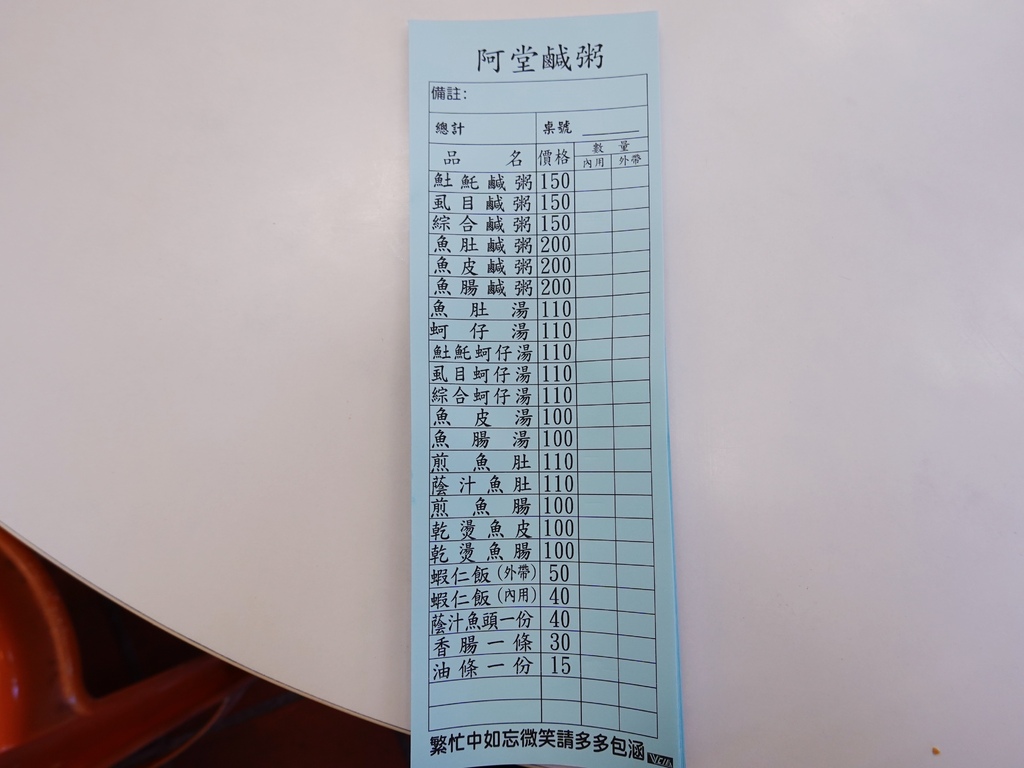 阿堂鹹粥
備註:
總計 桌號
品名 價格 數量
內用 外帶
䰾魠鹹粥 150
虱目鹹粥 150
綜合鹹粥 150
魚肚鹹粥 200
魚皮鹹粥 200
魚腸鹹粥 200
魚肚湯 110
蚵仔湯 110
魠蚵仔湯 110
虱目蚵仔湯 110
綜合蚵仔湯 110
魚皮湯 100
魚腸湯 100
煎魚肚 110
蔭汁魚肚 110
煎魚腸 100
乾燙魚皮 100
乾燙魚腸 100
蝦仁飯(外帶) 50
蝦仁飯(內用) 40
蔭汁魚頭一份 40
香腸一條 30
油條一份 15
繁忙中如忘微笑請多多包涵